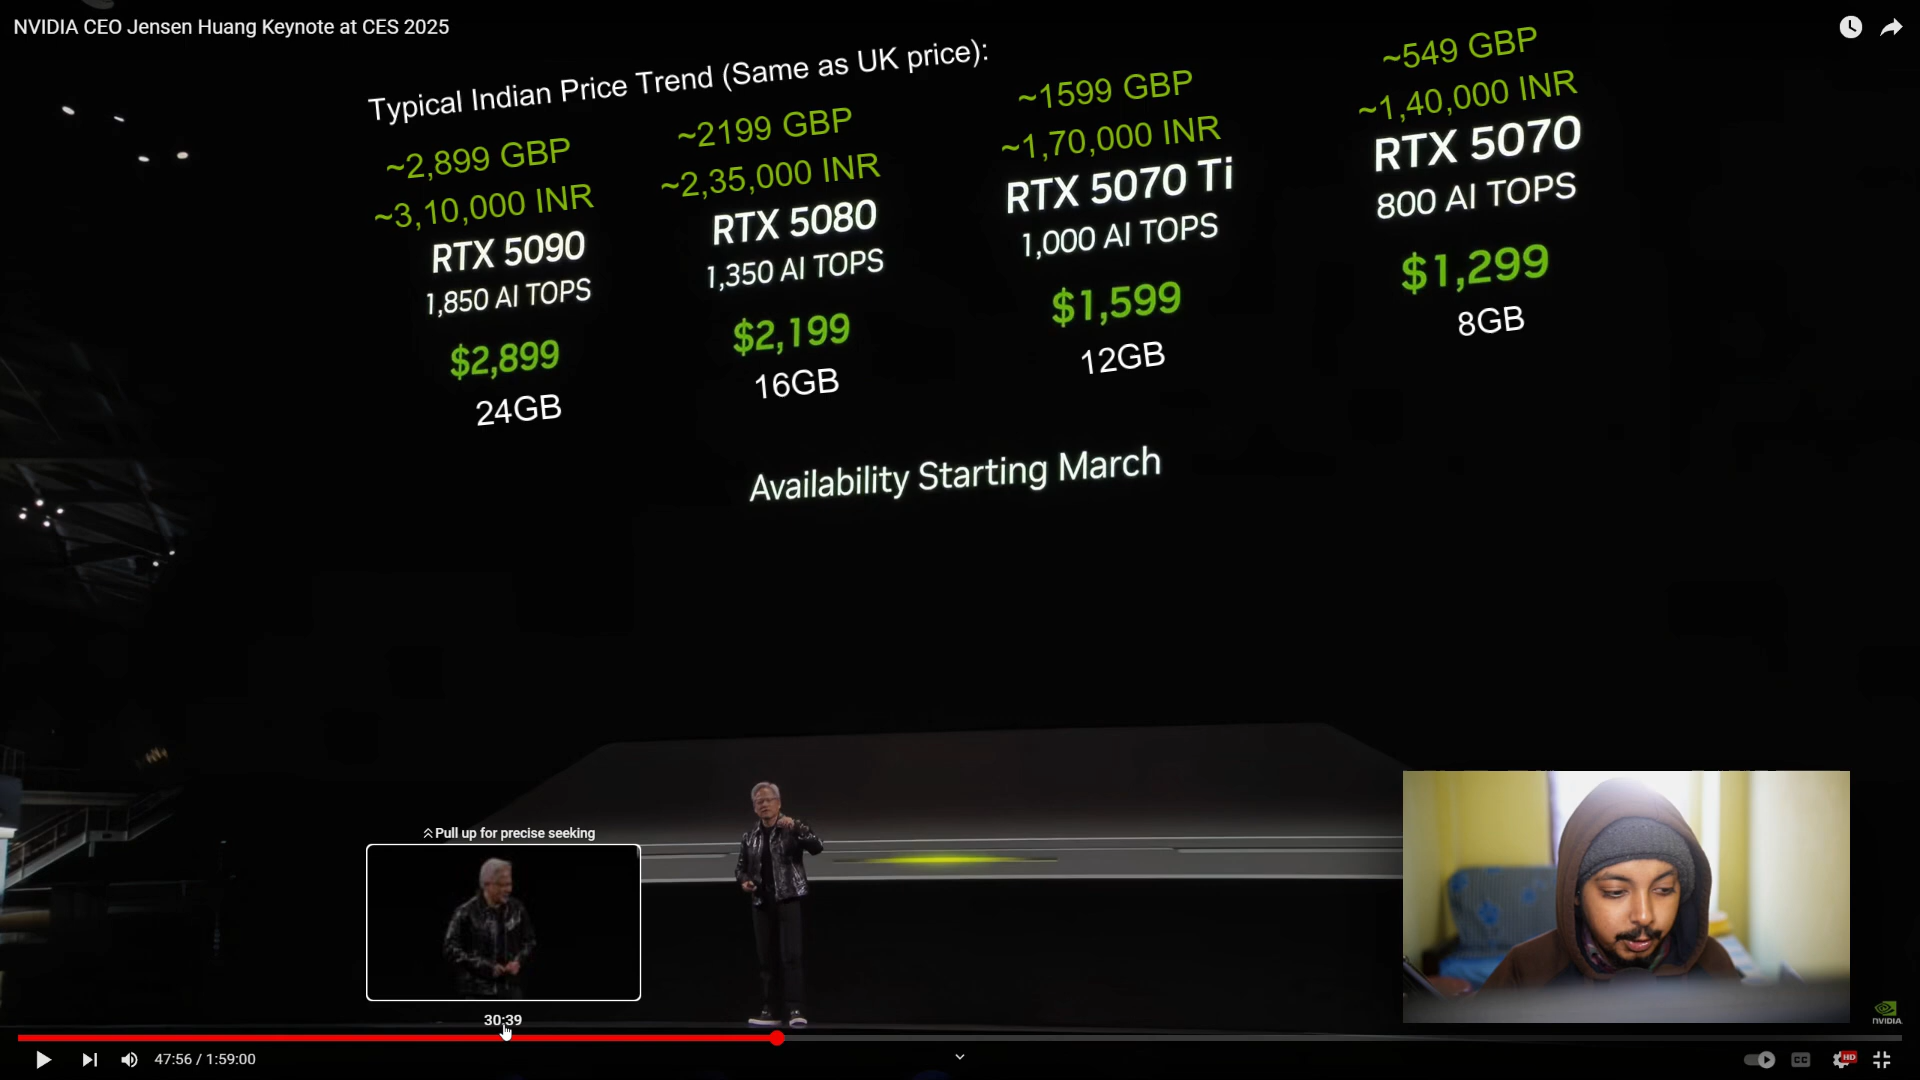 NVIDIA CEO Jensen Huang Keynote at CES 2025
Typical Indian Price Trend (Same as UK price):
~2,899 GBP
~3,10,000 INR
RTX 5090
1,850 AI TOPS
$2,899
24GB
~2199 GBP
~2,35,000 INR
RTX 5080
1,350 AI TOPS
$2,199
16GB
~1599 GBP
~1,70,000 INR
RTX 5070 Ti
1,000 AI TOPS
$1,599
12GB
~549 GBP
~1,40,000 INR
RTX 5070
800 AI TOPS
$1,299
8GB
Availability Starting March
Pull up for precise seeking
30:39
NVIDIA.
47:56 / 1:59:00
CC
HD